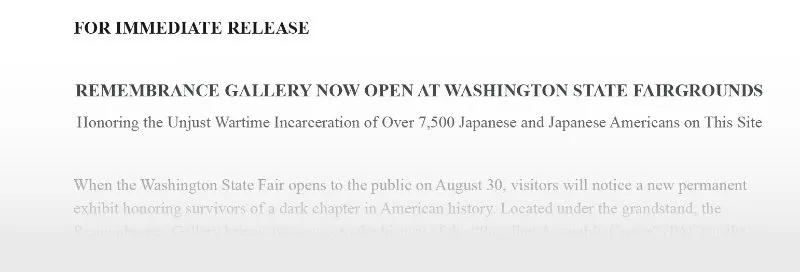 FOR IMMEDIATE RELEASE
REMEMBRANCE GALLERY NOW OPEN AT WASHINGTON STATE FAIRGROUNDS
Honoring the Unjust Wartime Incarceration of Over 7,500 Japanese and Japanese Americans on This Site
When the Washington State Fair opens to the public on August 30, visitors will notice a new permanent
exhibit honoring survivors of a dark chapter in American history. Located under the grandstand, the